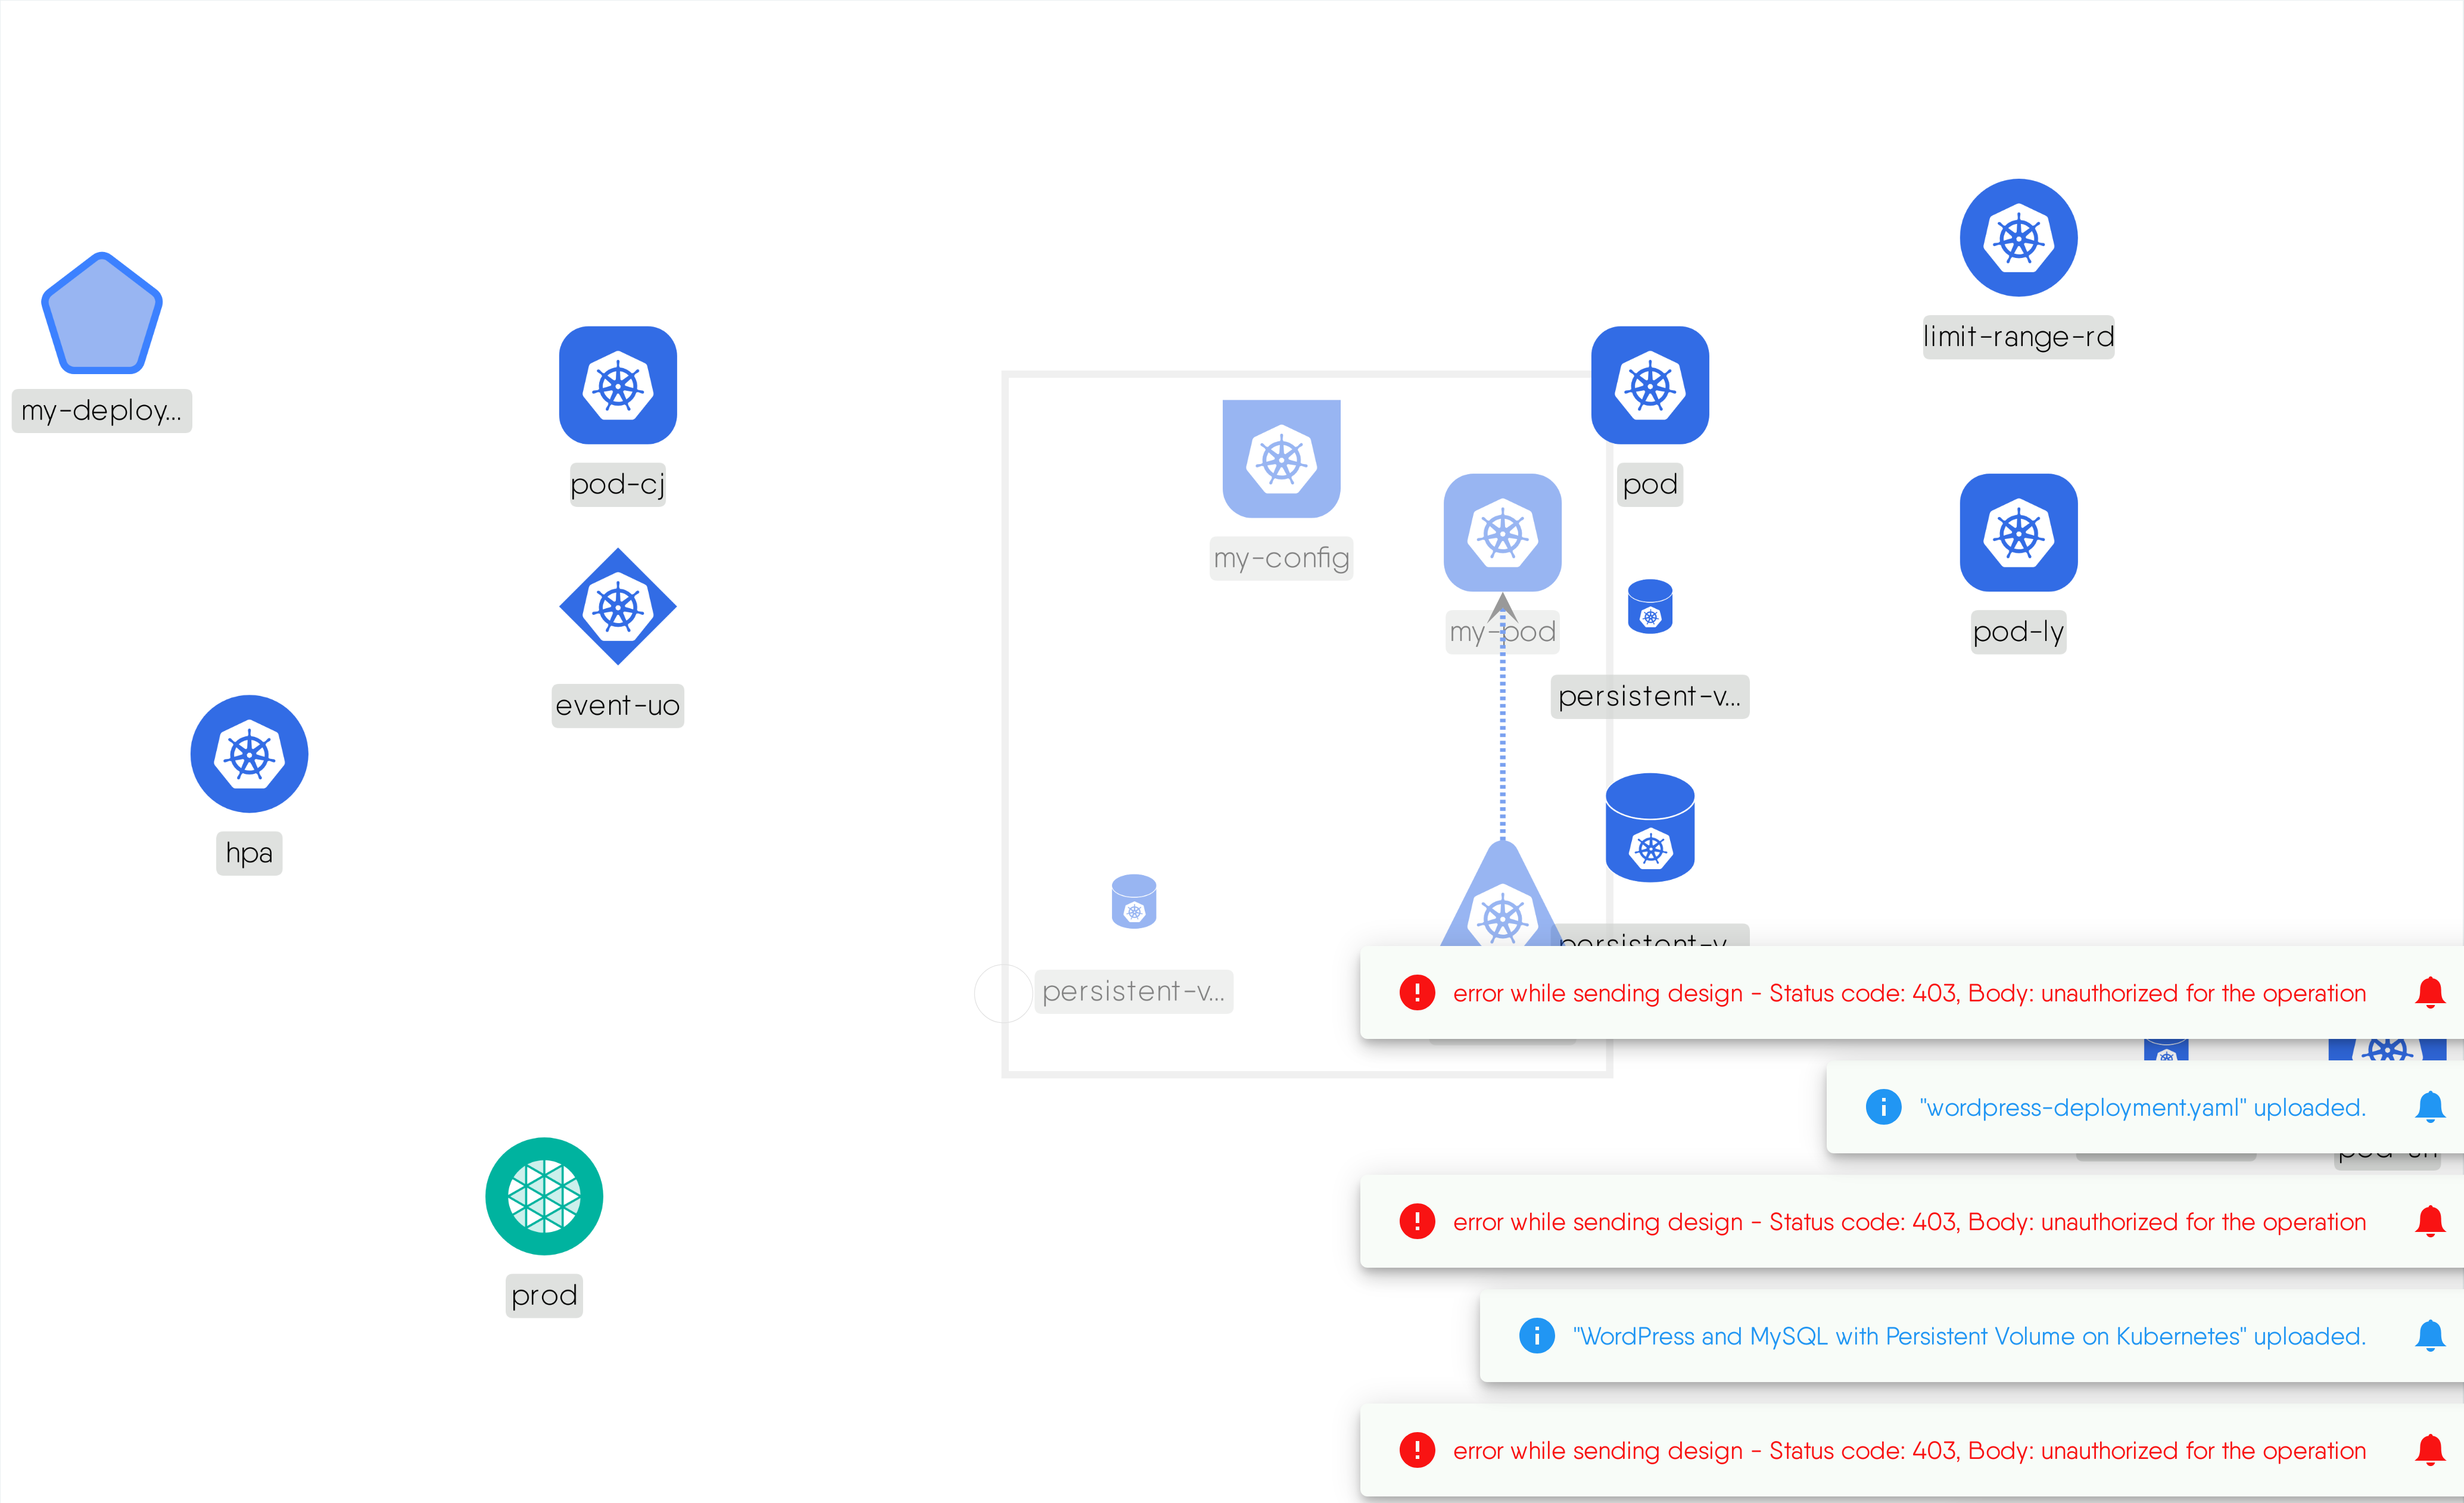 limit-range-rd
my-deploy...
pod-cj
pod
my-config
my-pod
pod-ly
persistent-v...
event-uo
hpa
persistent-v...
persistent-v...
error while sending design - Status code: 403, Body: unauthorized for the operation
"wordpress-deployment.yaml" uploaded.
error while sending design - Status code: 403, Body: unauthorized for the operation
prod
"WordPress and MySQL with Persistent Volume on Kubernetes" uploaded.
error while sending design - Status code: 403, Body: unauthorized for the operation